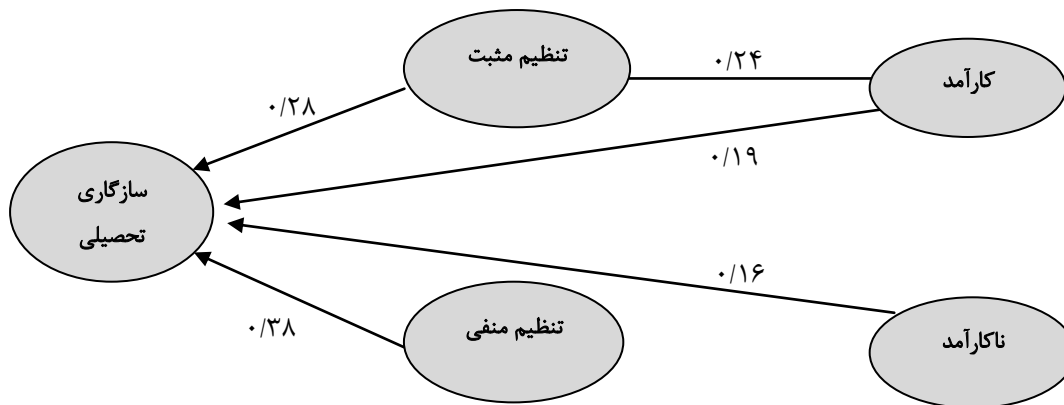 کارآمد
۰/۲۴
تنظیم مثبت
۰/۲۸
۰/۱۹
سازگاری
تحصیلی
۰/۱۶
ناکارآمد
تنظیم منفی
۰/۳۸